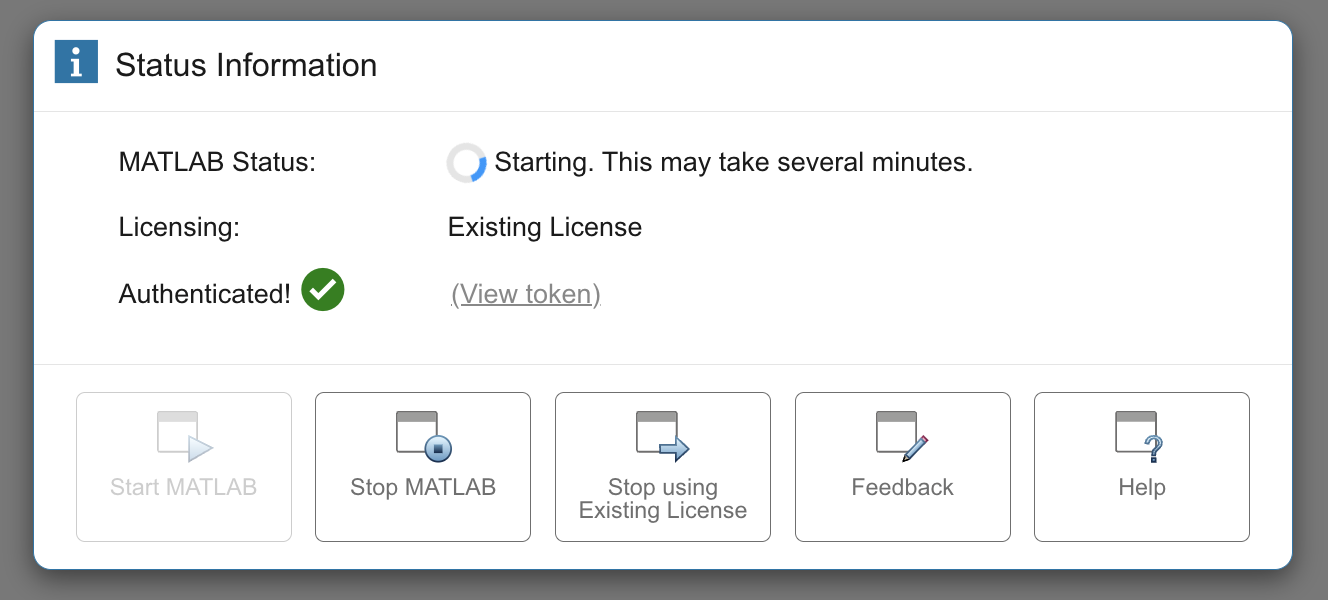 Status Information
MATLAB Status: Starting. This may take several minutes.
Licensing: Existing License
Authenticated! (View token)
Start MATLAB
Stop MATLAB
Stop using
Existing License
Feedback
Help